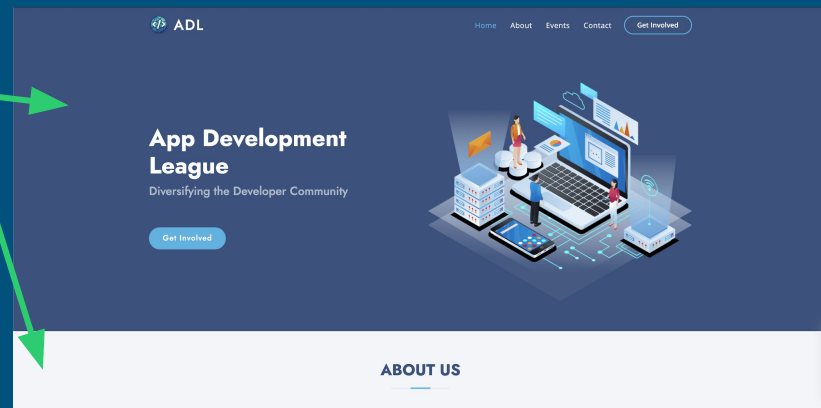 ADL
Home About Events Contact Get Involved
App Development
League
Diversifying the Developer Community
Get Involved
ABOUT US